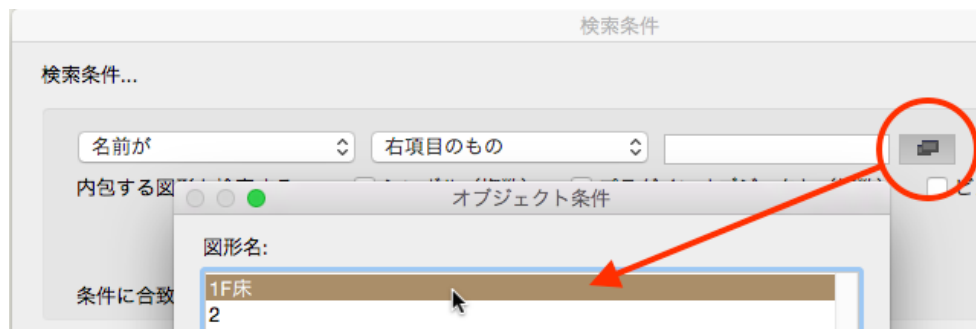 検索条件
検索条件...
名前が 右項目のもの
内包する図形
オブジェクト条件
図形名:
条件に合致
1F床
2